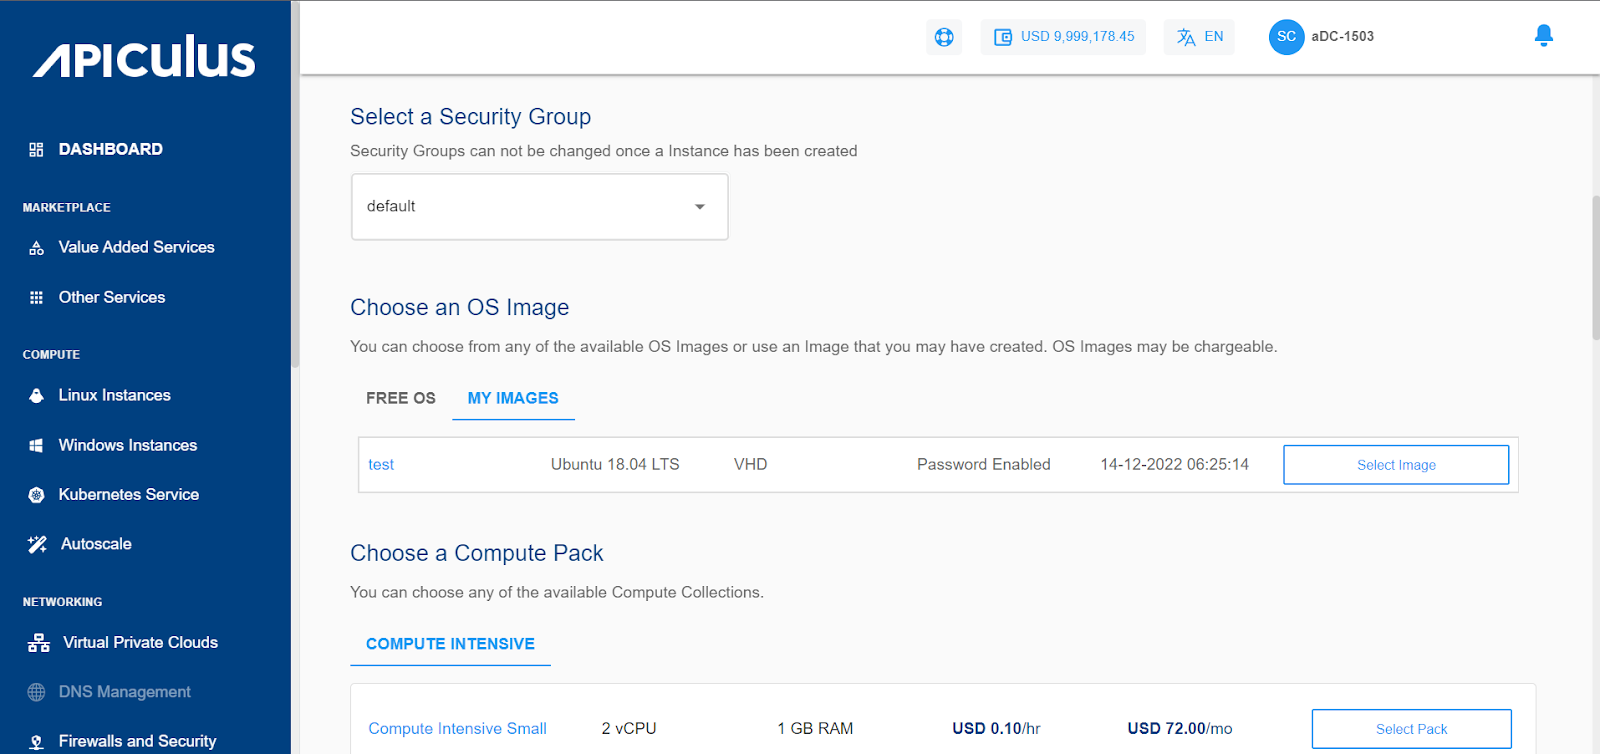 APICULUS
USD 9,999,178.45
EN
SC
aDC-1503
DASHBOARD
MARKETPLACE
Value Added Services
Other Services
COMPUTE
Linux Instances
Windows Instances
Kubernetes Service
Autoscale
NETWORKING
Virtual Private Clouds
DNS Management
Firewalls and Security
Select a Security Group
Security Groups can not be changed once a Instance has been created
default
Choose an OS Image
You can choose from any of the available OS Images or use an Image that you may have created. OS Images may be chargeable.
FREE OS MY IMAGES
test Ubuntu 18.04 LTS VHD Password Enabled 14-12-2022 06:25:14 Select Image
Choose a Compute Pack
You can choose any of the available Compute Collections.
COMPUTE INTENSIVE
Compute Intensive Small 2 vCPU 1 GB RAM USD 0.10/hr USD 72.00/mo Select Pack